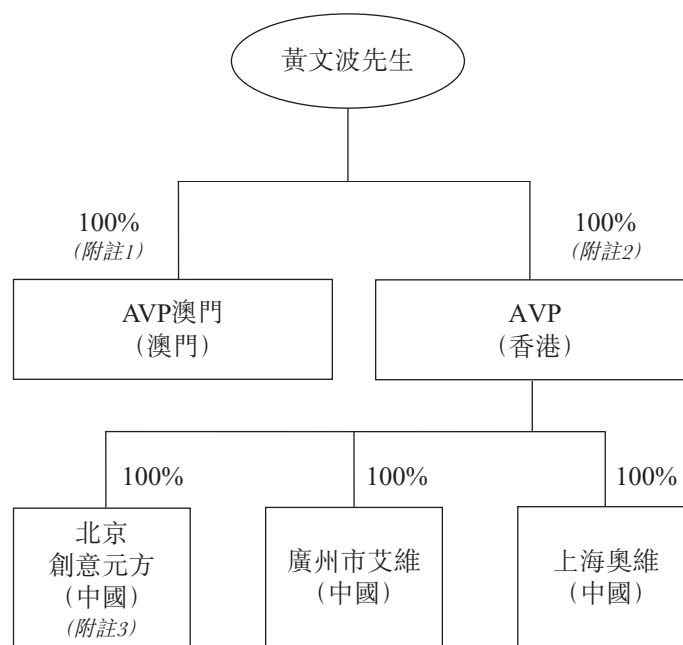 黃文波先生
100%
(附註1)
100%
(附註2)
AVP澳門
(澳門)
AVP
(香港)
100%
100%
100%
北京
創意元方
(中國)
(附註3)
廣州市艾維
(中國)
上海奧維
(中國)